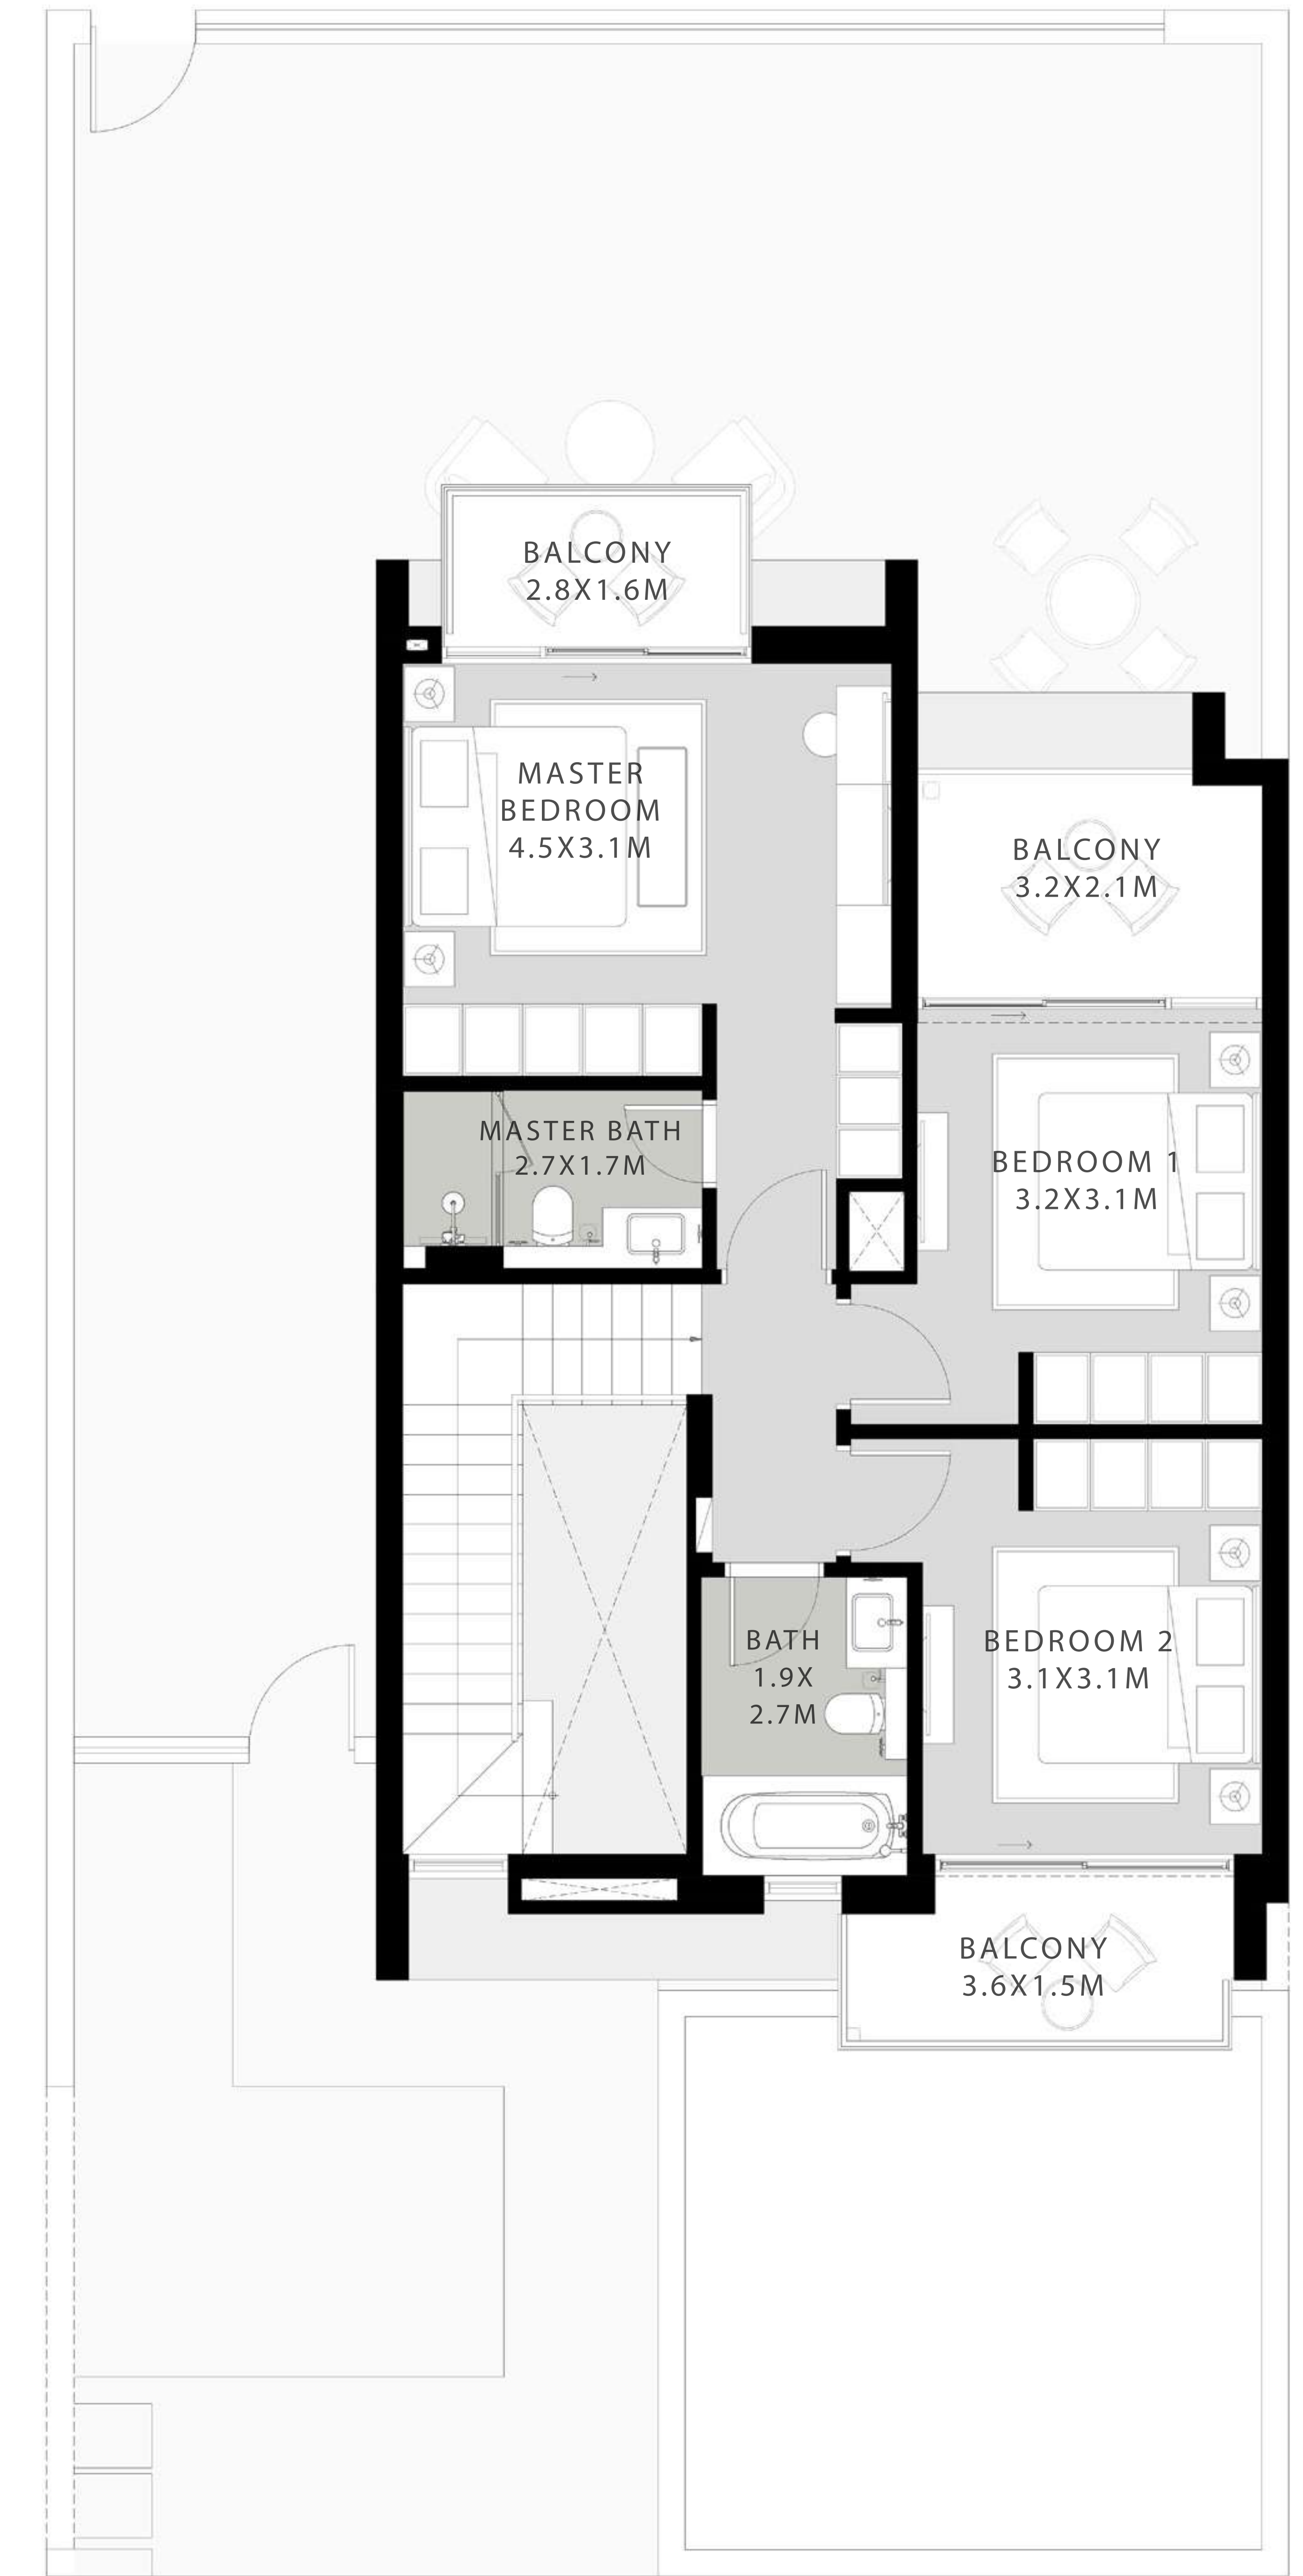 BALCONY
2.8X1.6M
MASTER
BEDROOM
4.5X3.1M
BALCONY
3.2X2.1M
MASTER BATH
2.7X1.7M
BEDROOM 1
3.2X3.1M
BATH
1.9X
2.7M
BEDROOM 2
3.1X3.1M
BALCONY
3.6X1.5M